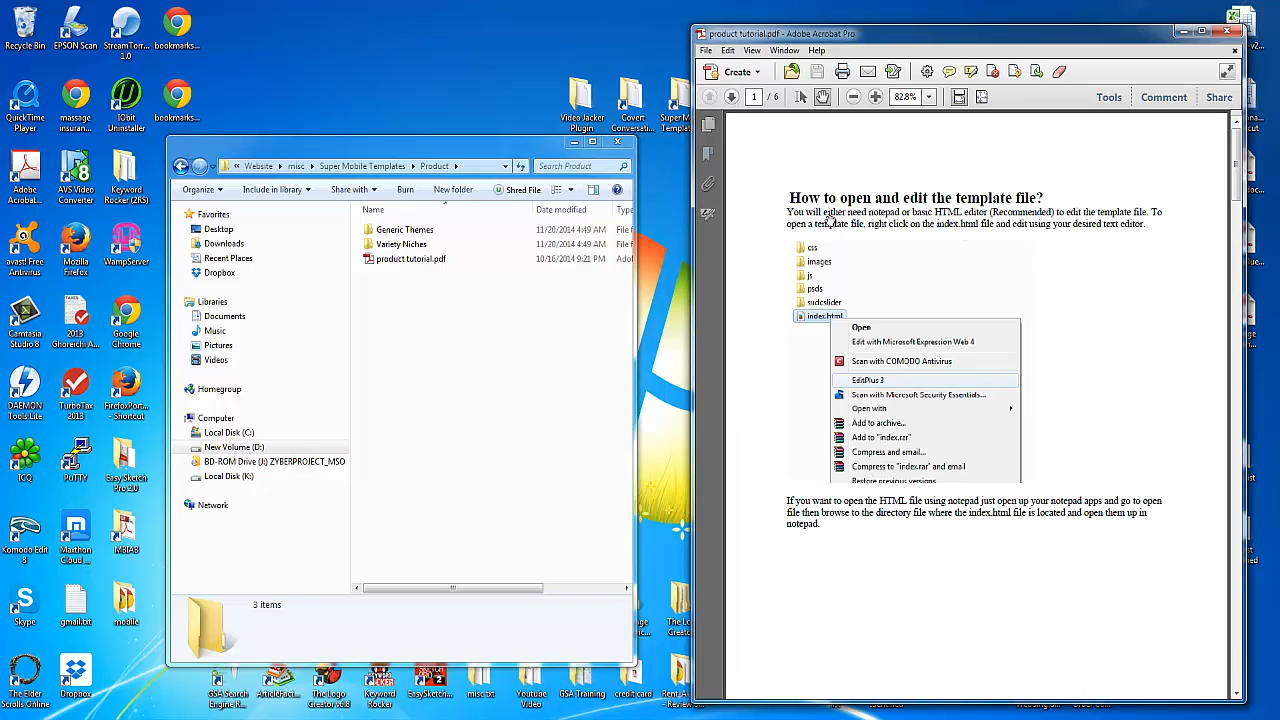 Recycle Bin
EPSON Scan
StreamTorr... 1.0
bookmarks...
QuickTime Player
massage insuran...
IObit Uninstaller
bookmarks...
Adobe Acrobat...
AVS Video Converter
Keyword Rocker (2RS)
avast! Free Antivirus
Mozilla Firefox
WampServer
Camtasia Studio 8
2013 Ghoreichi A...
Google Chrome
DAEMON Tools Lite
TurboTax 2013
FirefoxPort... - Shortcut
ICQ
PuTTY
Easy Sketch Pro 2.0
Komodo Edit 8
Maxthon Cloud ...
MBIAB
Skype
gmail.txt
mobile
The Elder Scrolls Online
Dropbox
GSA Search Engine R...
ArticleFact...
The Logo Creator v6.8
Keyword Rocker
EasySketch...
misc.txt
Youtube Video
GSA Training
credit card
Rent-A...
Video Jacker Plugin
Covert Conversati...
Super M...
Templat...
« Website ▸ misc ▸ Super Mobile Templates ▸ Product ▸
Search Product
Organize
Include in library
Share with
Burn
New folder
Shred File
Favorites
Desktop
Downloads
Recent Places
Dropbox
Libraries
Documents
Music
Pictures
Videos
Homegroup
Computer
Local Disk (C:)
New Volume (D:)
BD-ROM Drive (J:) ZYBERPROJECT_MSO
Local Disk (K:)
Network
Name
Date modified
Type
Generic Themes
11/20/2014 4:49 AM
File f
Variety Niches
11/20/2014 4:49 AM
File f
product tutorial.pdf
10/16/2014 9:21 PM
Adol
3 items
product tutorial.pdf - Adobe Acrobat Pro
File Edit View Window Help
Create
1 / 6
82.8%
Tools
Comment
Share
How to open and edit the template file?
You will either need notepad or basic HTML editor (Recommended) to edit the template file. To
open a template file, right click on the index.html file and edit using your desired text editor.
css
images
js
psds
sudoslider
index.html
Open
Edit with Microsoft Expression Web 4
Scan with COMODO Antivirus
EditPlus 3
Scan with Microsoft Security Essentials...
Open with
Add to archive...
Add to "index.rar"
Compress and email...
Compress to "index.rar" and email
Restore previous versions
If you want to open the HTML file using notepad just open up your notepad apps and go to open
file then browse to the directory file where the index.html file is located and open them up in
notepad.